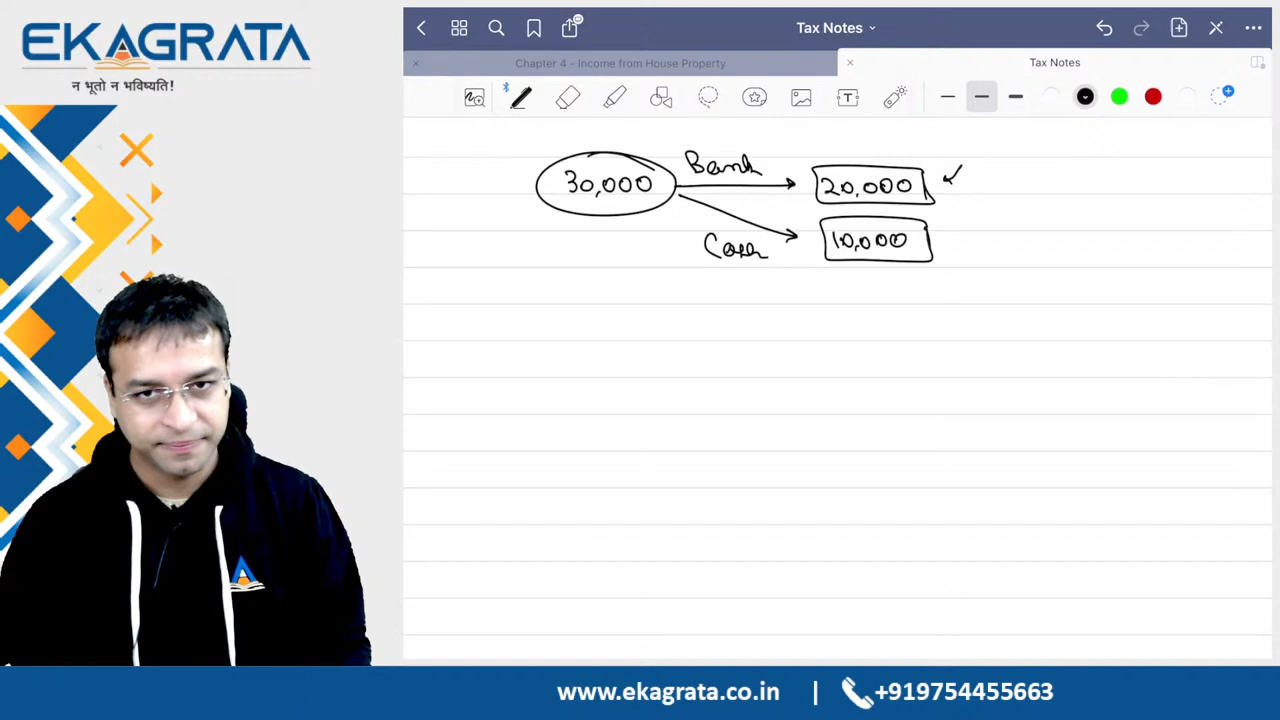 EKAGRATA
न भूतो न भविष्यति!
Tax Notes
Chapter 4 - Income from House Property
Tax Notes
T
30,000
Bank
20,000
Cash
10,000
www.ekagrata.co.in | +919754455663